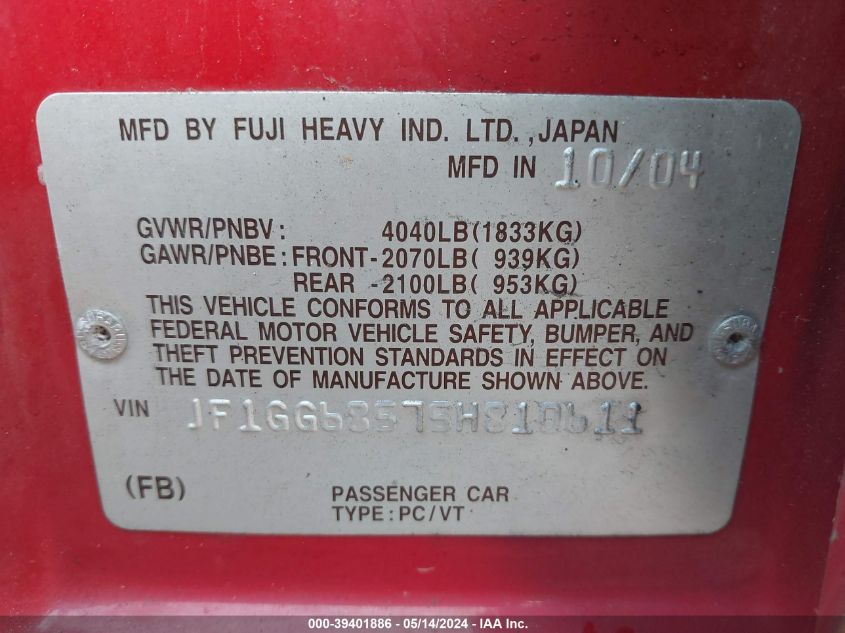 MFD BY FUJI HEAVY IND. LTD.,JAPAN
MFD IN 10/04
GVWR/PNBV: 4040LB(1833KG)
GAWR/PNBE:FRONT-2070LB( 939KG)
REAR -2100LB( 953KG)
THIS VEHICLE CONFORMS TO ALL APPLICABLE
FEDERAL MOTOR VEHICLE SAFETY, BUMPER, AND
THEFT PREVENTION STANDARDS IN EFFECT ON
THE DATE OF MANUFACTURE SHOWN ABOVE.
VIN JF1GG68575H810611
(FB) PASSENGER CAR
TYPE:PC/VT
000-39401886 - 05/14/2024 - IAA Inc.